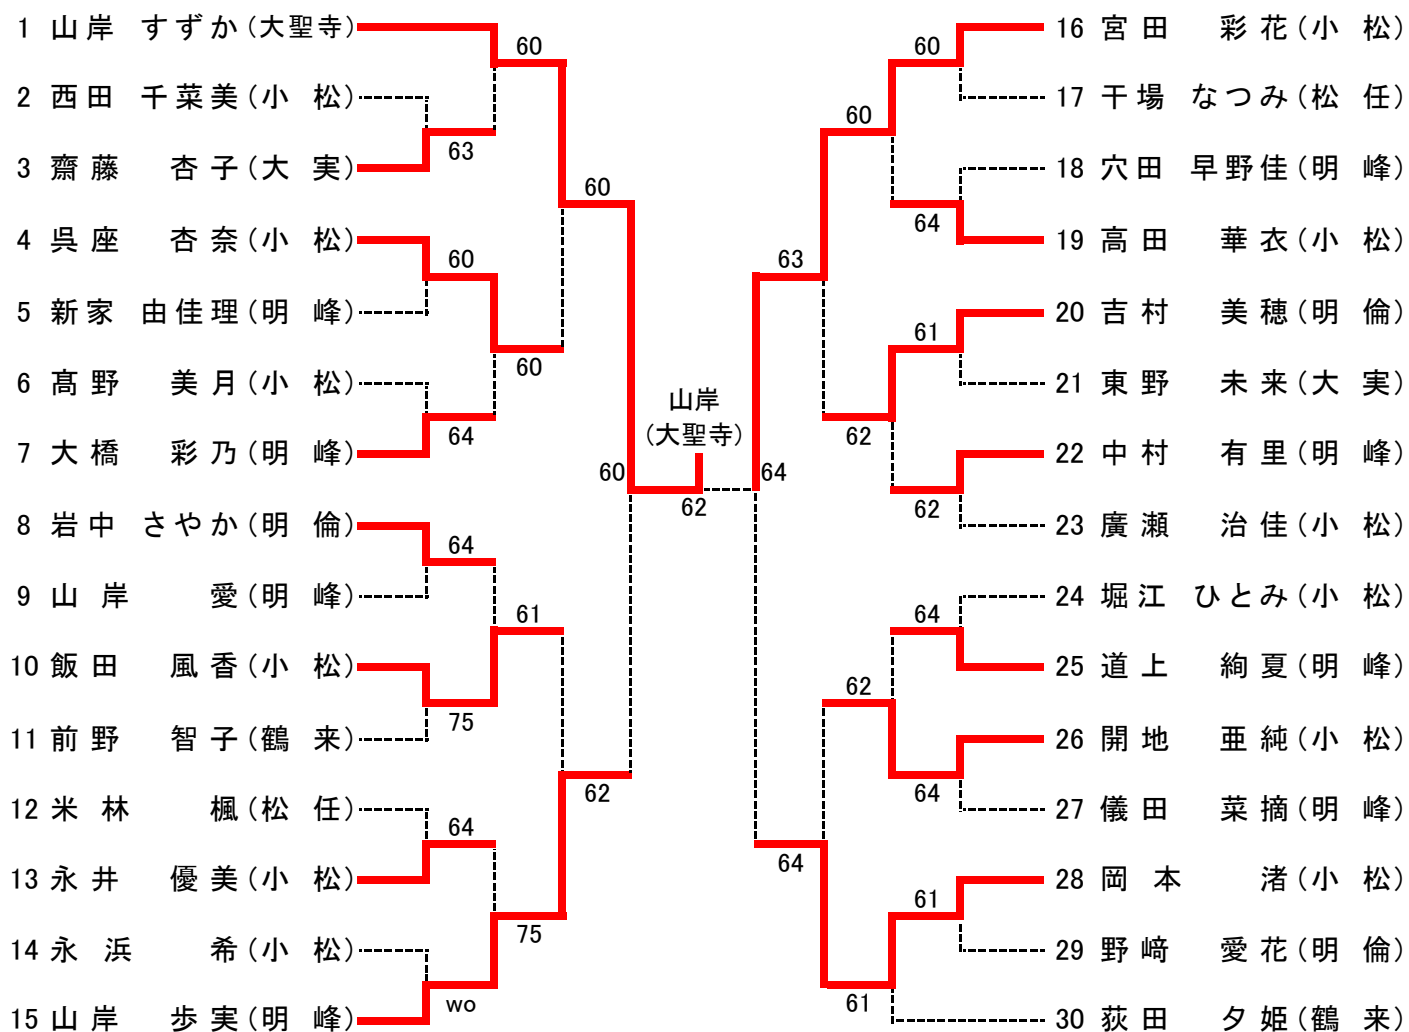 1 山岸 すずか(大聖寺)
2 西田 千菜美(小 松)
3 齋藤 杏子(大 実)
4 呉座 杏奈(小 松)
5 新家 由佳理(明 峰)
6 髙野 美月(小 松)
7 大橋 彩乃(明 峰)
8 岩中 さやか(明 倫)
9 山岸 愛(明 峰)
10 飯田 風香(小 松)
11 前野 智子(鶴 来)
12 米林 楓(松 任)
13 永井 優美(小 松)
14 永浜 希(小 松)
15 山岸 歩実(明 峰)
60
63
60
60
60
64
60
64
61
75
62
64
75
wo
山岸
(大聖寺)
62
60
60
64
63
61
62
62
64
64
62
64
64
61
61
16 宮田 彩花(小 松)
17 干場 なつみ(松 任)
18 穴田 早野佳(明 峰)
19 高田 華衣(小 松)
20 吉村 美穂(明 倫)
21 東野 未来(大 実)
22 中村 有里(明 峰)
23 廣瀬 治佳(小 松)
24 堀江 ひとみ(小 松)
25 道上 絢夏(明 峰)
26 開地 亜純(小 松)
27 儀田 菜摘(明 峰)
28 岡本 渚(小 松)
29 野﨑 愛花(明 倫)
30 荻田 夕姫(鶴 来)